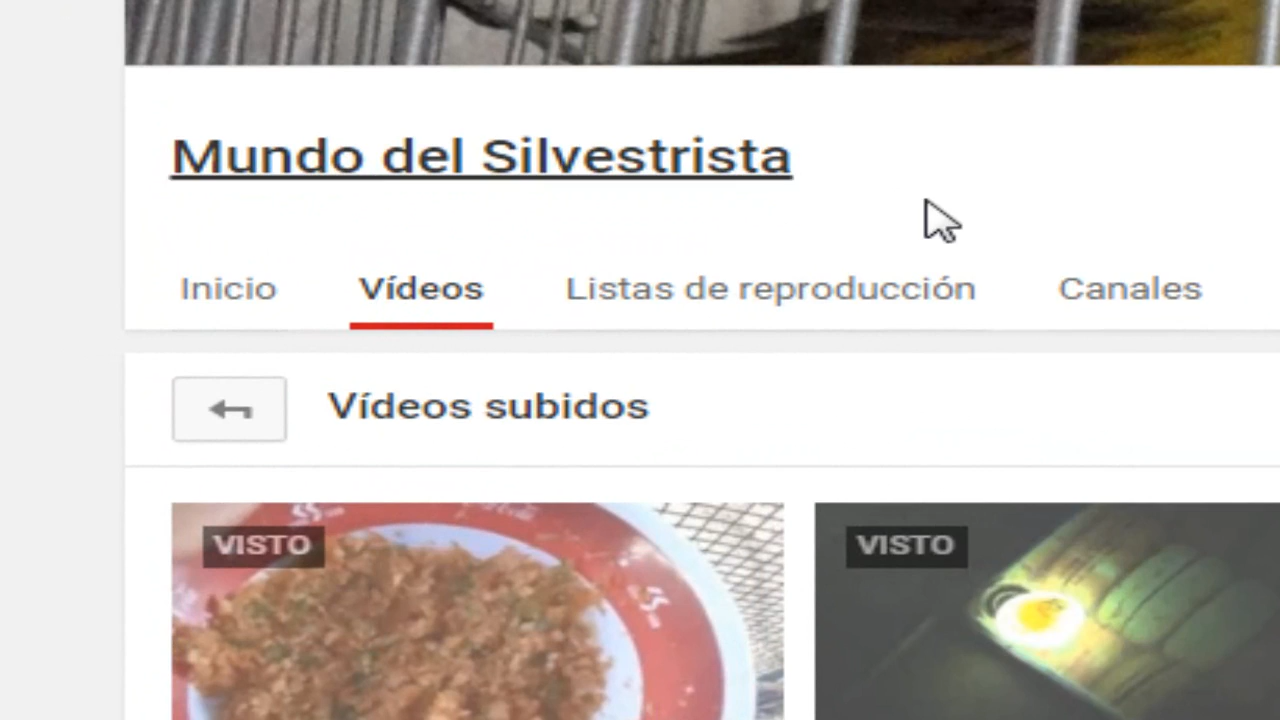 Mundo del Silvestrista
Inicio Vídeos Listas de reproducción Canales
Vídeos subidos
VISTO VISTO